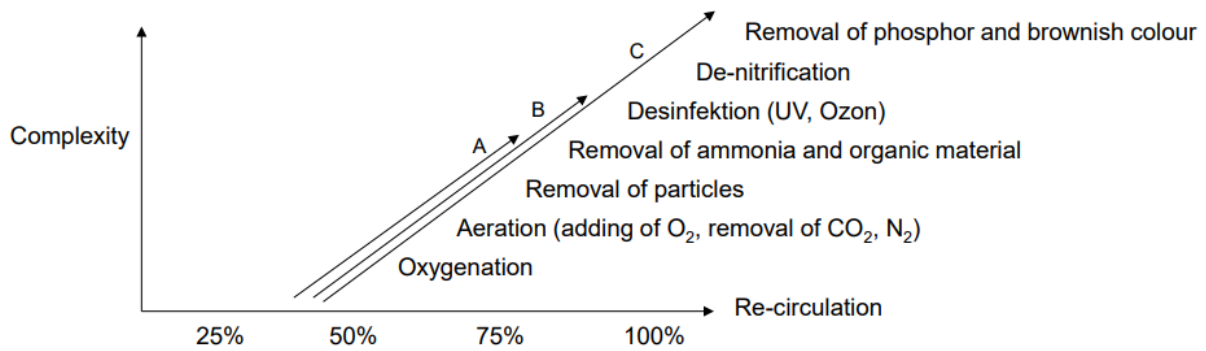 Removal of phosphor and brownish colour
C
De-nitrification
B
Desinfektion (UV, Ozon)
Complexity
A
Removal of ammonia and organic material
Removal of particles
Aeration (adding of O₂, removal of CO₂, N₂)
Oxygenation
Re-circulation
25% 50% 75% 100%